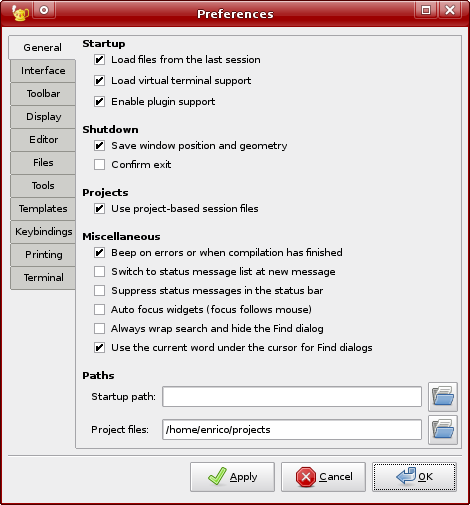 Preferences
General
Interface
Toolbar
Display
Editor
Files
Tools
Templates
Keybindings
Printing
Terminal
Startup
Load files from the last session
Load virtual terminal support
Enable plugin support
Shutdown
Save window position and geometry
Confirm exit
Projects
Use project-based session files
Miscellaneous
Beep on errors or when compilation has finished
Switch to status message list at new message
Suppress status messages in the status bar
Auto focus widgets (focus follows mouse)
Always wrap search and hide the Find dialog
Use the current word under the cursor for Find dialogs
Paths
Startup path:
Project files: /home/enrico/projects
Apply Cancel OK